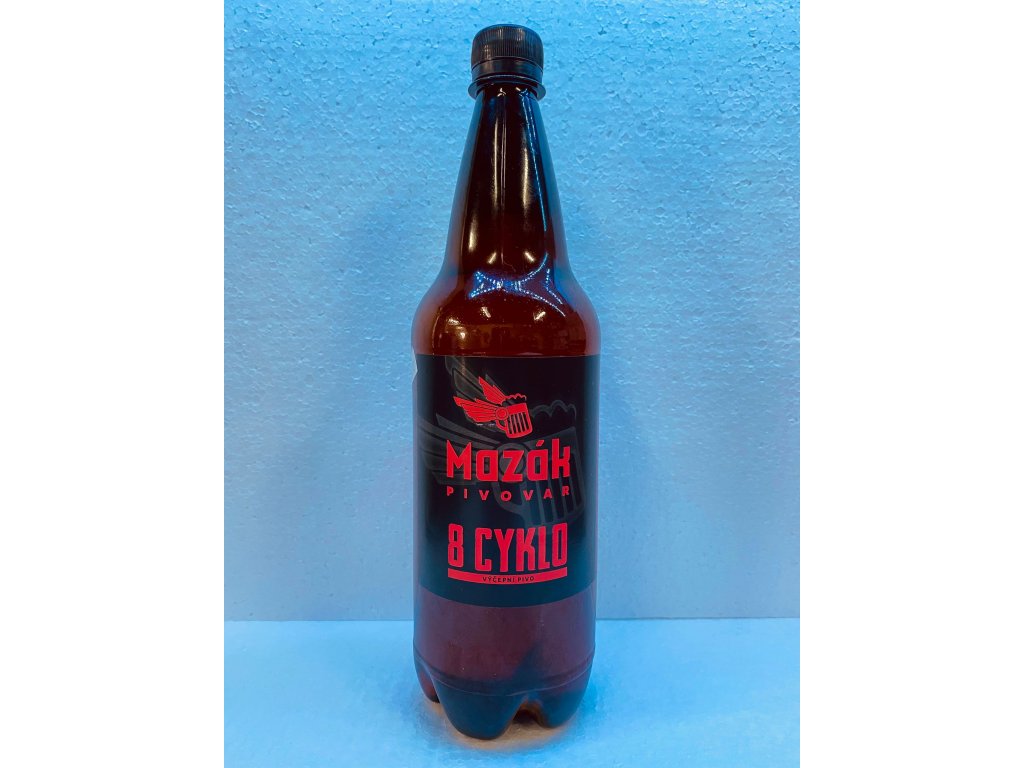 Mazák
PIVOVAR
8 CYKLO
VÝČEPNÍ PIVO